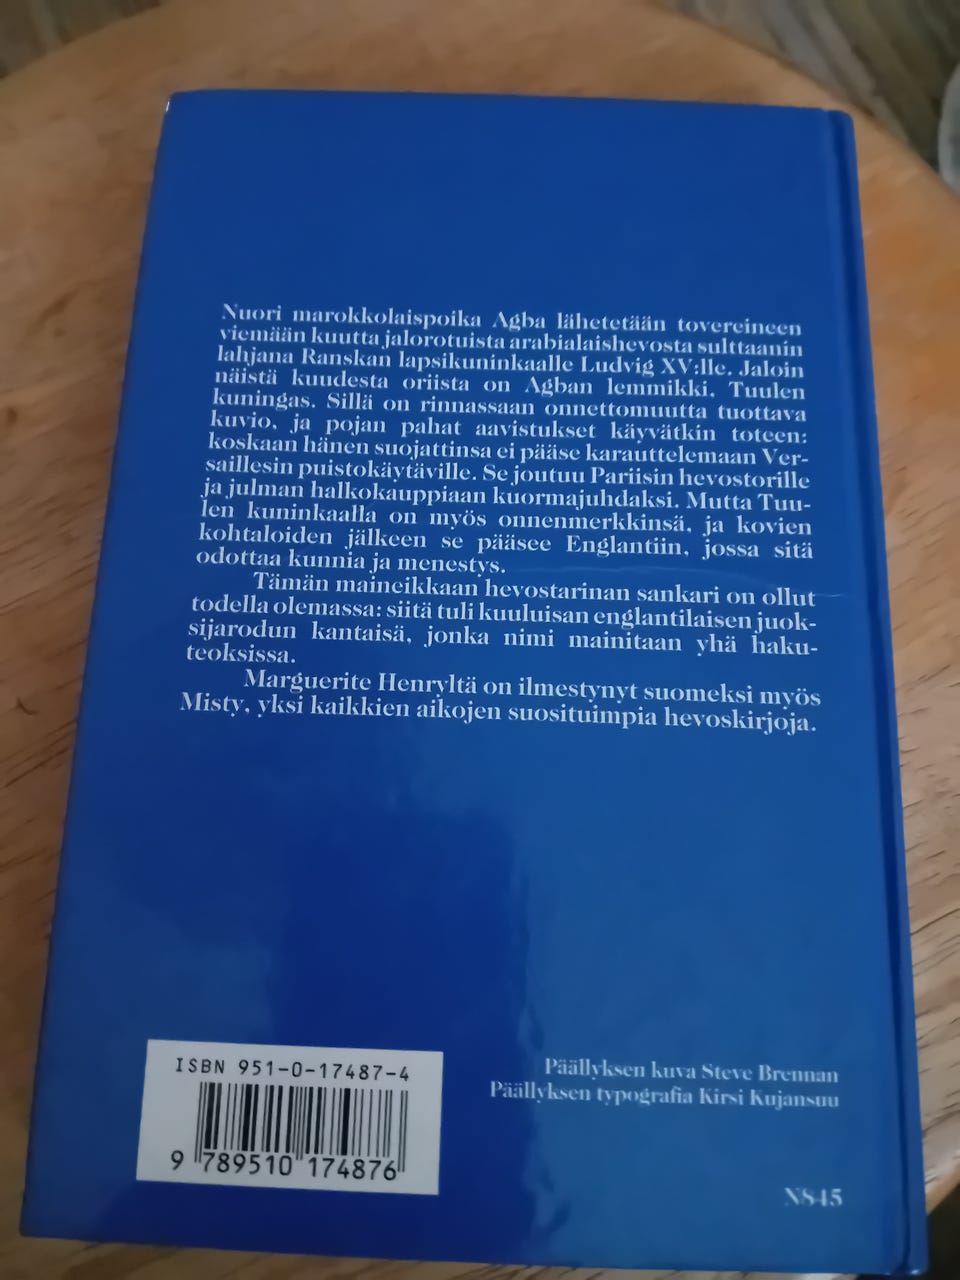 Nuori marokkolaispoika Agba lähetetään tovereineen
viemään kuutta jalorotuista arabialaishevosta sulttaanin
lahjana Ranskan lapsikuninkaalle Ludvig XV:lle. Jaloin
näistä kuudesta oriista on Agban lemmikki, Tuulen
kuningas. Sillä on rinnassaan onnettomuutta tuottava
kuvio, ja pojan pahat aavistukset käyvätkin toteen:
koskaan hänen suojattinsa ei pääse karauttelemaan Ver-
saillesin puistokäytäville. Se joutuu Pariisin hevostorille
ja julman halkokauppiaan kuormajuhdaksi. Mutta Tuu-
len kuninkaalla on myös onnenmerkkinsä, ja kovien
kohtaloiden jälkeen se pääsee Englantiin, jossa sitä
odottaa kunnia ja menestys.
Tämän maineikkaan hevostarinan sankari on ollut
todella olemassa: siitä tuli kuuluisan englantilaisen juok-
sijarodun kantaisä, jonka nimi mainitaan yhä haku-
teoksissa.
Marguerite Henryltä on ilmestynyt suomeksi myös
Misty, yksi kaikkien aikojen suosituimpia hevoskirjoja.
Päällyksen kuva Steve Brennan
Päällyksen typografia Kirsi Kujansuu
ISBN 951-0-17487-4
9 789510 174876
N845